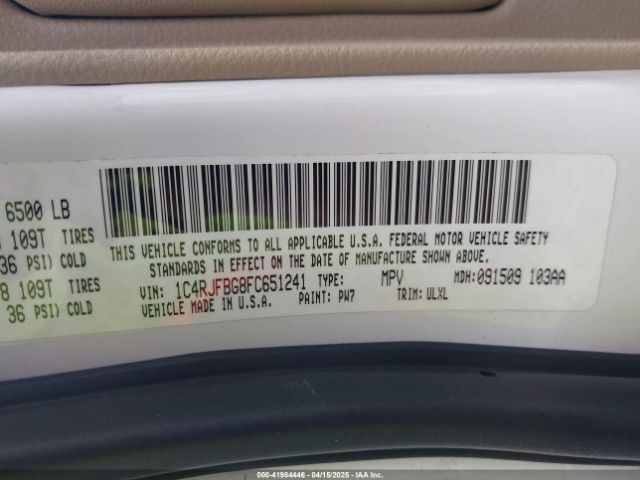 6500 LB
109T TIRES
36 PSI) COLD
109T TIRES
36 PSI) COLD
THIS VEHICLE CONFORMS TO ALL APPLICABLE U.S.A. FEDERAL MOTOR VEHICLE SAFETY
STANDARDS IN EFFECT ON THE DATE OF MANUFACTURE SHOWN ABOVE.
VIN: 1C4RJFBG8FC651241 TYPE: MPV MDH: 091509 103AA
VEHICLE MADE IN U.S.A. PAINT: PW7 TRIM: ULXL
000-41984446 - 04/15/2025 - IAA Inc.